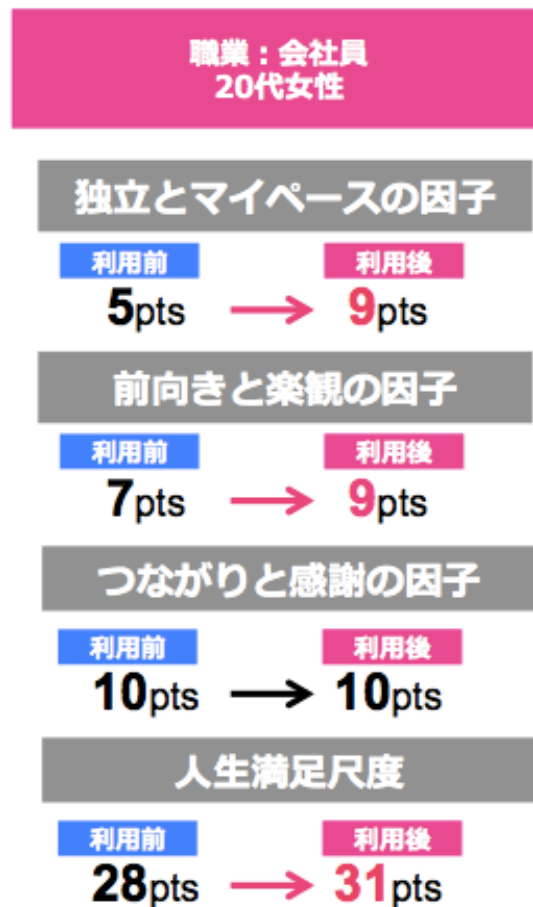 職業：会社員
20代女性
独立とマイペースの因子
利用前 利用後
5pts → 9pts
前向きと楽観の因子
利用前 利用後
7pts → 9pts
つながりと感謝の因子
利用前 利用後
10pts → 10pts
人生満足尺度
利用前 利用後
28pts → 31pts